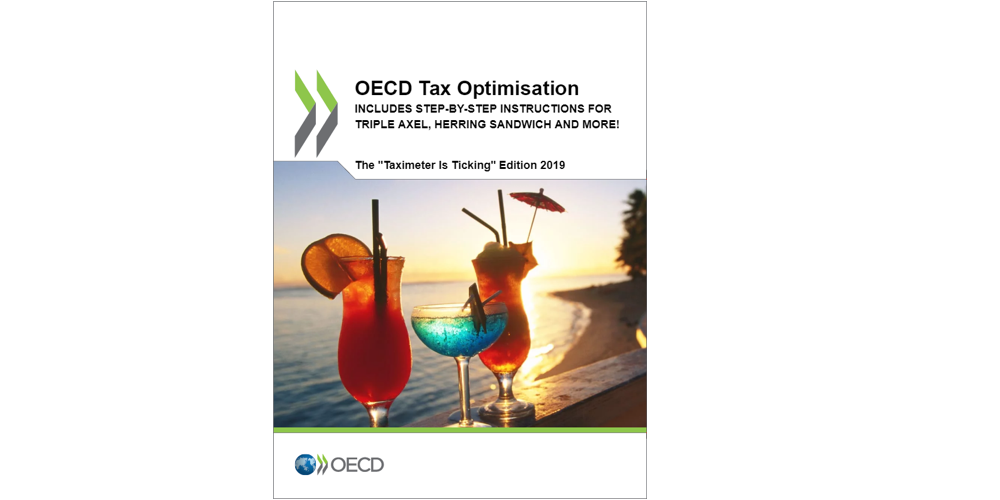 OECD Tax Optimisation
INCLUDES STEP-BY-STEP INSTRUCTIONS FOR
TRIPLE AXEL, HERRING SANDWICH AND MORE!
The "Taximeter Is Ticking" Edition 2019
OECD